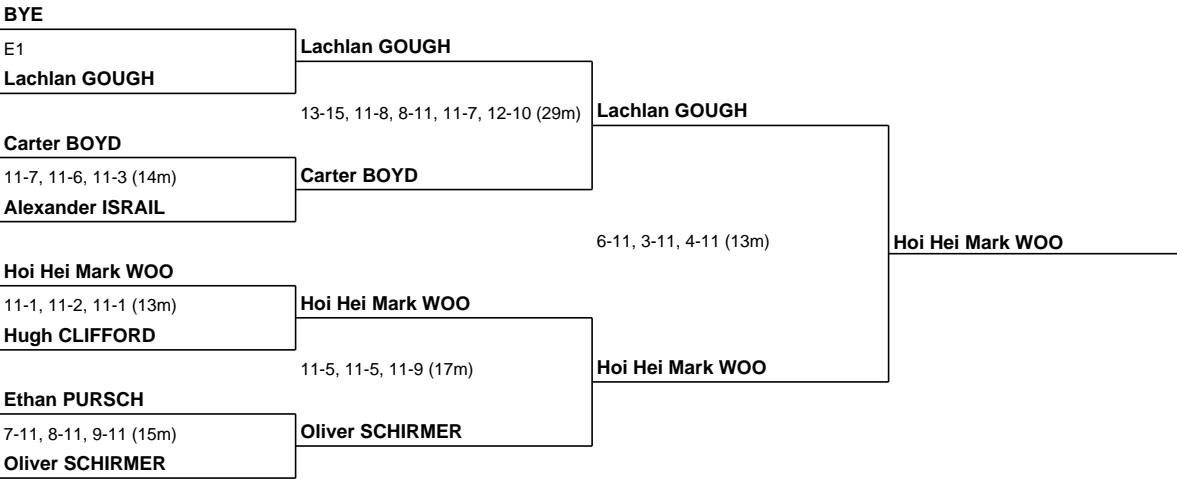 BYE
E1
Lachlan GOUGH
Carter BOYD
11-7, 11-6, 11-3 (14m)
Alexander ISRAIL
Hoi Hei Mark WOO
11-1, 11-2, 11-1 (13m)
Hugh CLIFFORD
Ethan PURSCH
7-11, 8-11, 9-11 (15m)
Oliver SCHIRMER
Lachlan GOUGH
13-15, 11-8, 8-11, 11-7, 12-10 (29m)
Carter BOYD
Hoi Hei Mark WOO
11-5, 11-5, 11-9 (17m)
Oliver SCHIRMER
Lachlan GOUGH
6-11, 3-11, 4-11 (13m)
Hoi Hei Mark WOO
Hoi Hei Mark WOO